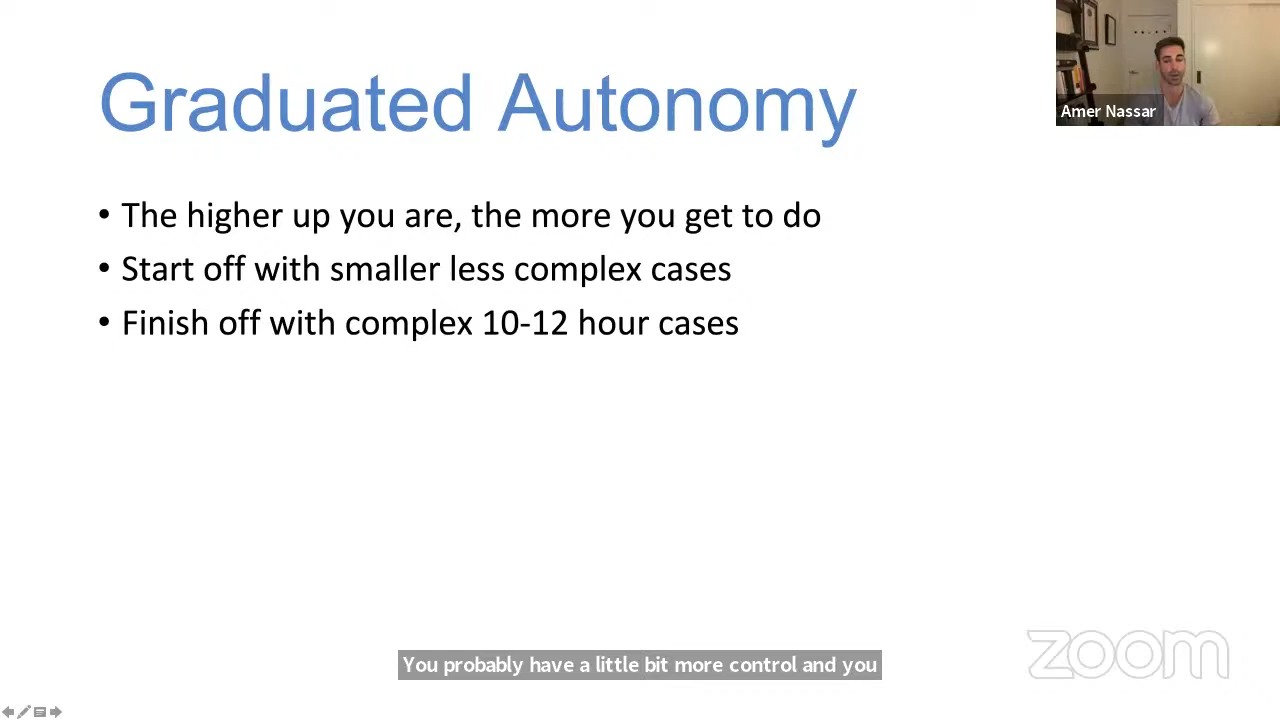 Graduated Autonomy
Amer Nassar
• The higher up you are, the more you get to do
• Start off with smaller less complex cases
• Finish off with complex 10-12 hour cases
You probably have a little bit more control and you
zoom